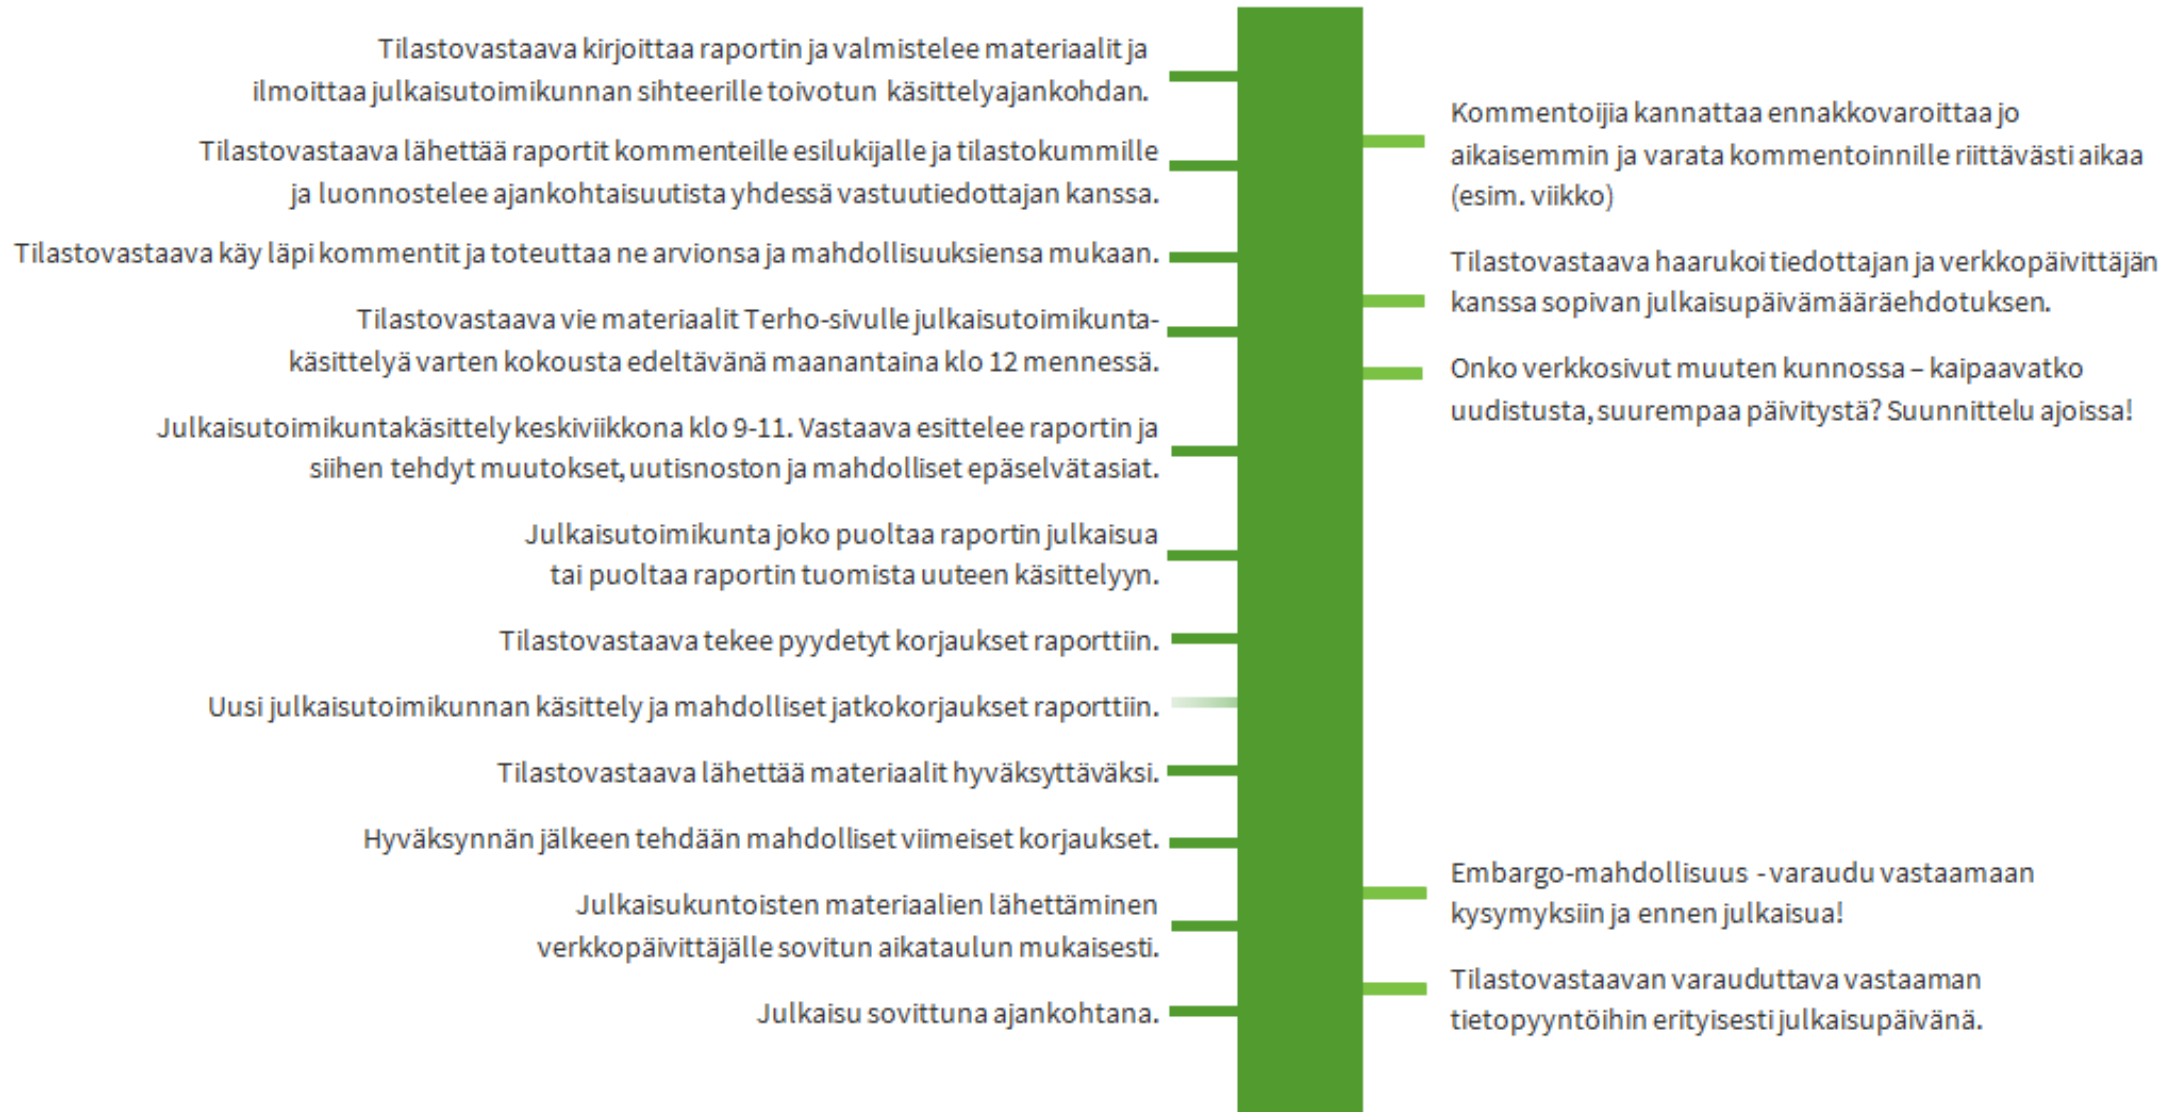 Tilastovastaava kirjoittaa raportin ja valmistelee materiaalit ja
ilmoittaa julkaisutoimikunnan sihteerille toivotun käsittelyajankohdan.
Tilastovastaava lähettää raportit kommenteille esilukijalle ja tilastokummille
ja luonnostelee ajankohtaisuutista yhdessä vastuutiedottajan kanssa.
Tilastovastaava käy läpi kommentit ja toteuttaa ne arvionsa ja mahdollisuuksiensa mukaan.
Tilastovastaava vie materiaalit Terho-sivulle julkaisutoimikunta-
käsittelyä varten kokousta edeltävänä maanantaina klo 12 mennessä.
Julkaisutoimikuntakäsittely keskiviikkona klo 9-11. Vastaava esittelee raportin ja
siihen tehdyt muutokset, uutisnoston ja mahdolliset epäselvät asiat.
Julkaisutoimikunta joko puoltaa raportin julkaisua
tai puoltaa raportin tuomista uuteen käsittelyyn.
Tilastovastaava tekee pyydetyt korjaukset raporttiin.
Uusi julkaisutoimikunnan käsittely ja mahdolliset jatkokorjaukset raporttiin.
Tilastovastaava lähettää materiaalit hyväksyttäväksi.
Hyväksynnän jälkeen tehdään mahdolliset viimeiset korjaukset.
Julkaisukuntoisten materiaalien lähettäminen
verkkopäivittäjälle sovitun aikataulun mukaisesti.
Julkaisu sovittuna ajankohtana.
Kommentoijia kannattaa ennakkovaroittaa jo
aikaisemmin ja varata kommentoinnille riittävästi aikaa
(esim. viikko)
Tilastovastaava haarukoi tiedottajan ja verkkopäivittäjän
kanssa sopivan julkaisupäivämääräehdotuksen.
Onko verkkosivut muuten kunnossa – kaipaavatko
uudistusta, suurempaa päivitystä? Suunnittelu ajoissa!
Embargo-mahdollisuus - varaudu vastaamaan
kysymyksiin ja ennen julkaisua!
Tilastovastaavan varauduttava vastaaman
tietopyyntöihin erityisesti julkaisupäivänä.